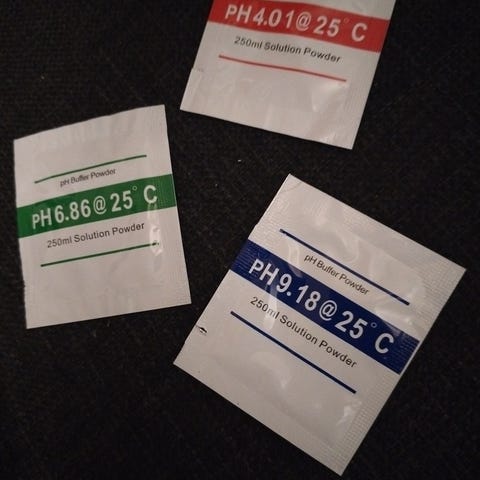 PH4.01@25°C
250ml Solution Powder
pH Buffer Powder
PH6.86@25°C
250ml Solution Powder
pH Buffer Powder
PH9.18@25°C
250ml Solution Powder